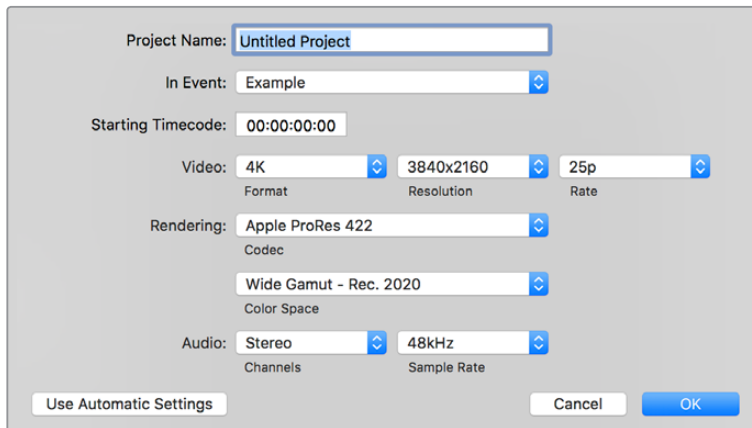 Project Name: Untitled Project
In Event: Example
Starting Timecode: 00:00:00:00
Video: 4K 3840x2160 25p
Format Resolution Rate
Rendering: Apple ProRes 422
Codec
Wide Gamut - Rec. 2020
Color Space
Audio: Stereo 48kHz
Channels Sample Rate
Use Automatic Settings Cancel OK